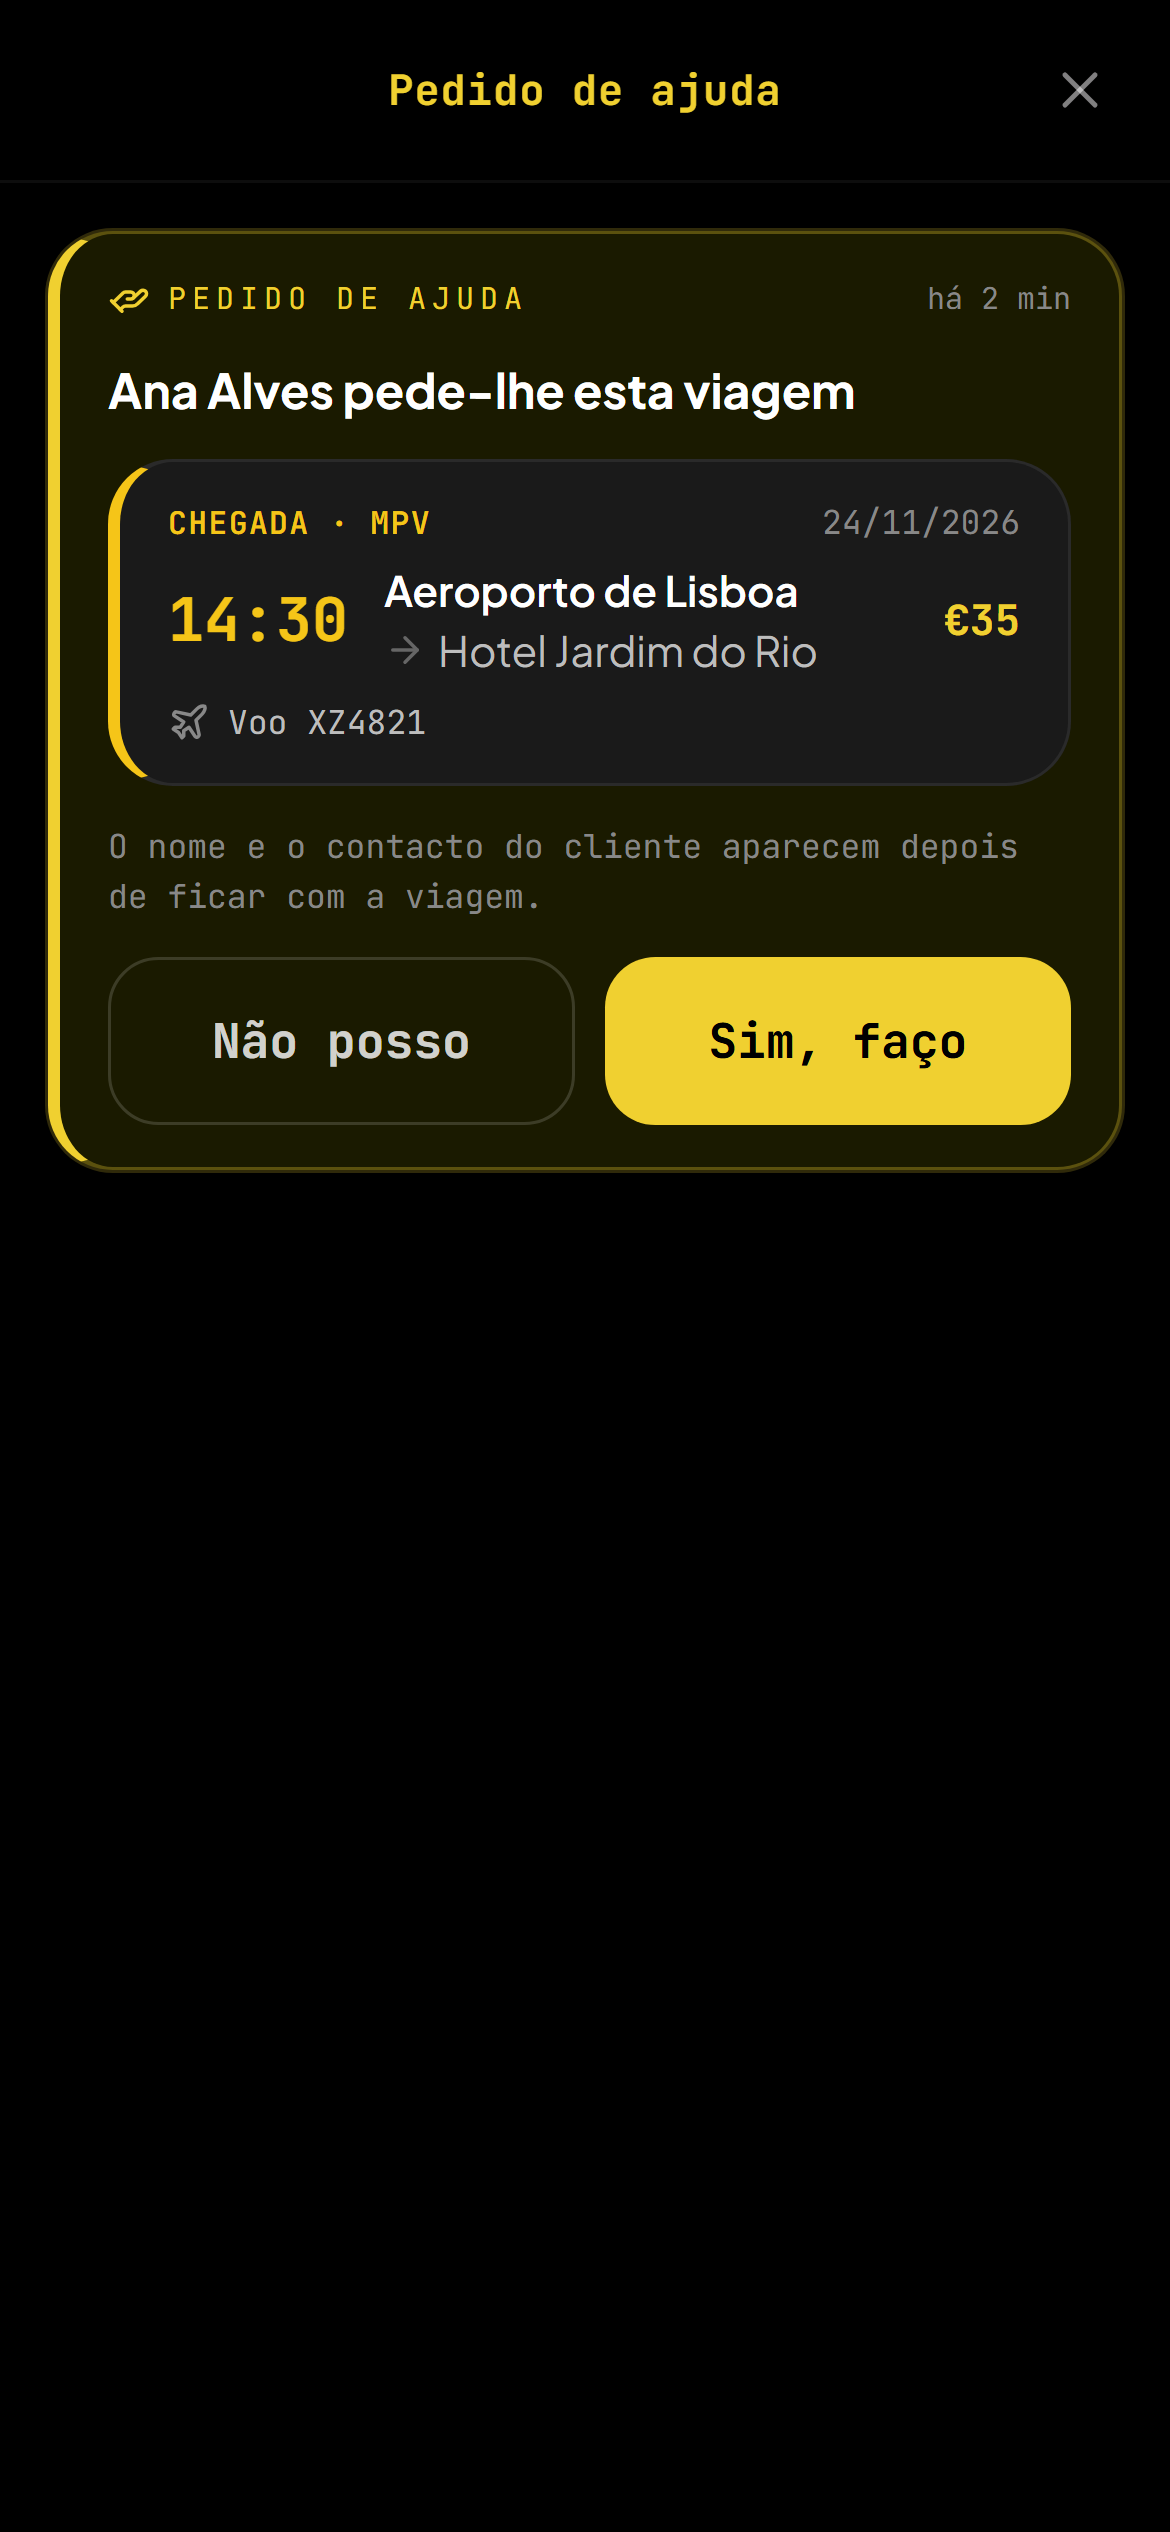 Pedido de ajuda
PEDIDO DE AJUDA
há 2 min
Ana Alves pede-lhe esta viagem
CHEGADA · MPV
24/11/2026
14:30
Aeroporto de Lisboa
→ Hotel Jardim do Rio
€35
Voo XZ4821
O nome e o contacto do cliente aparecem depois
de ficar com a viagem.
Não posso
Sim, faço